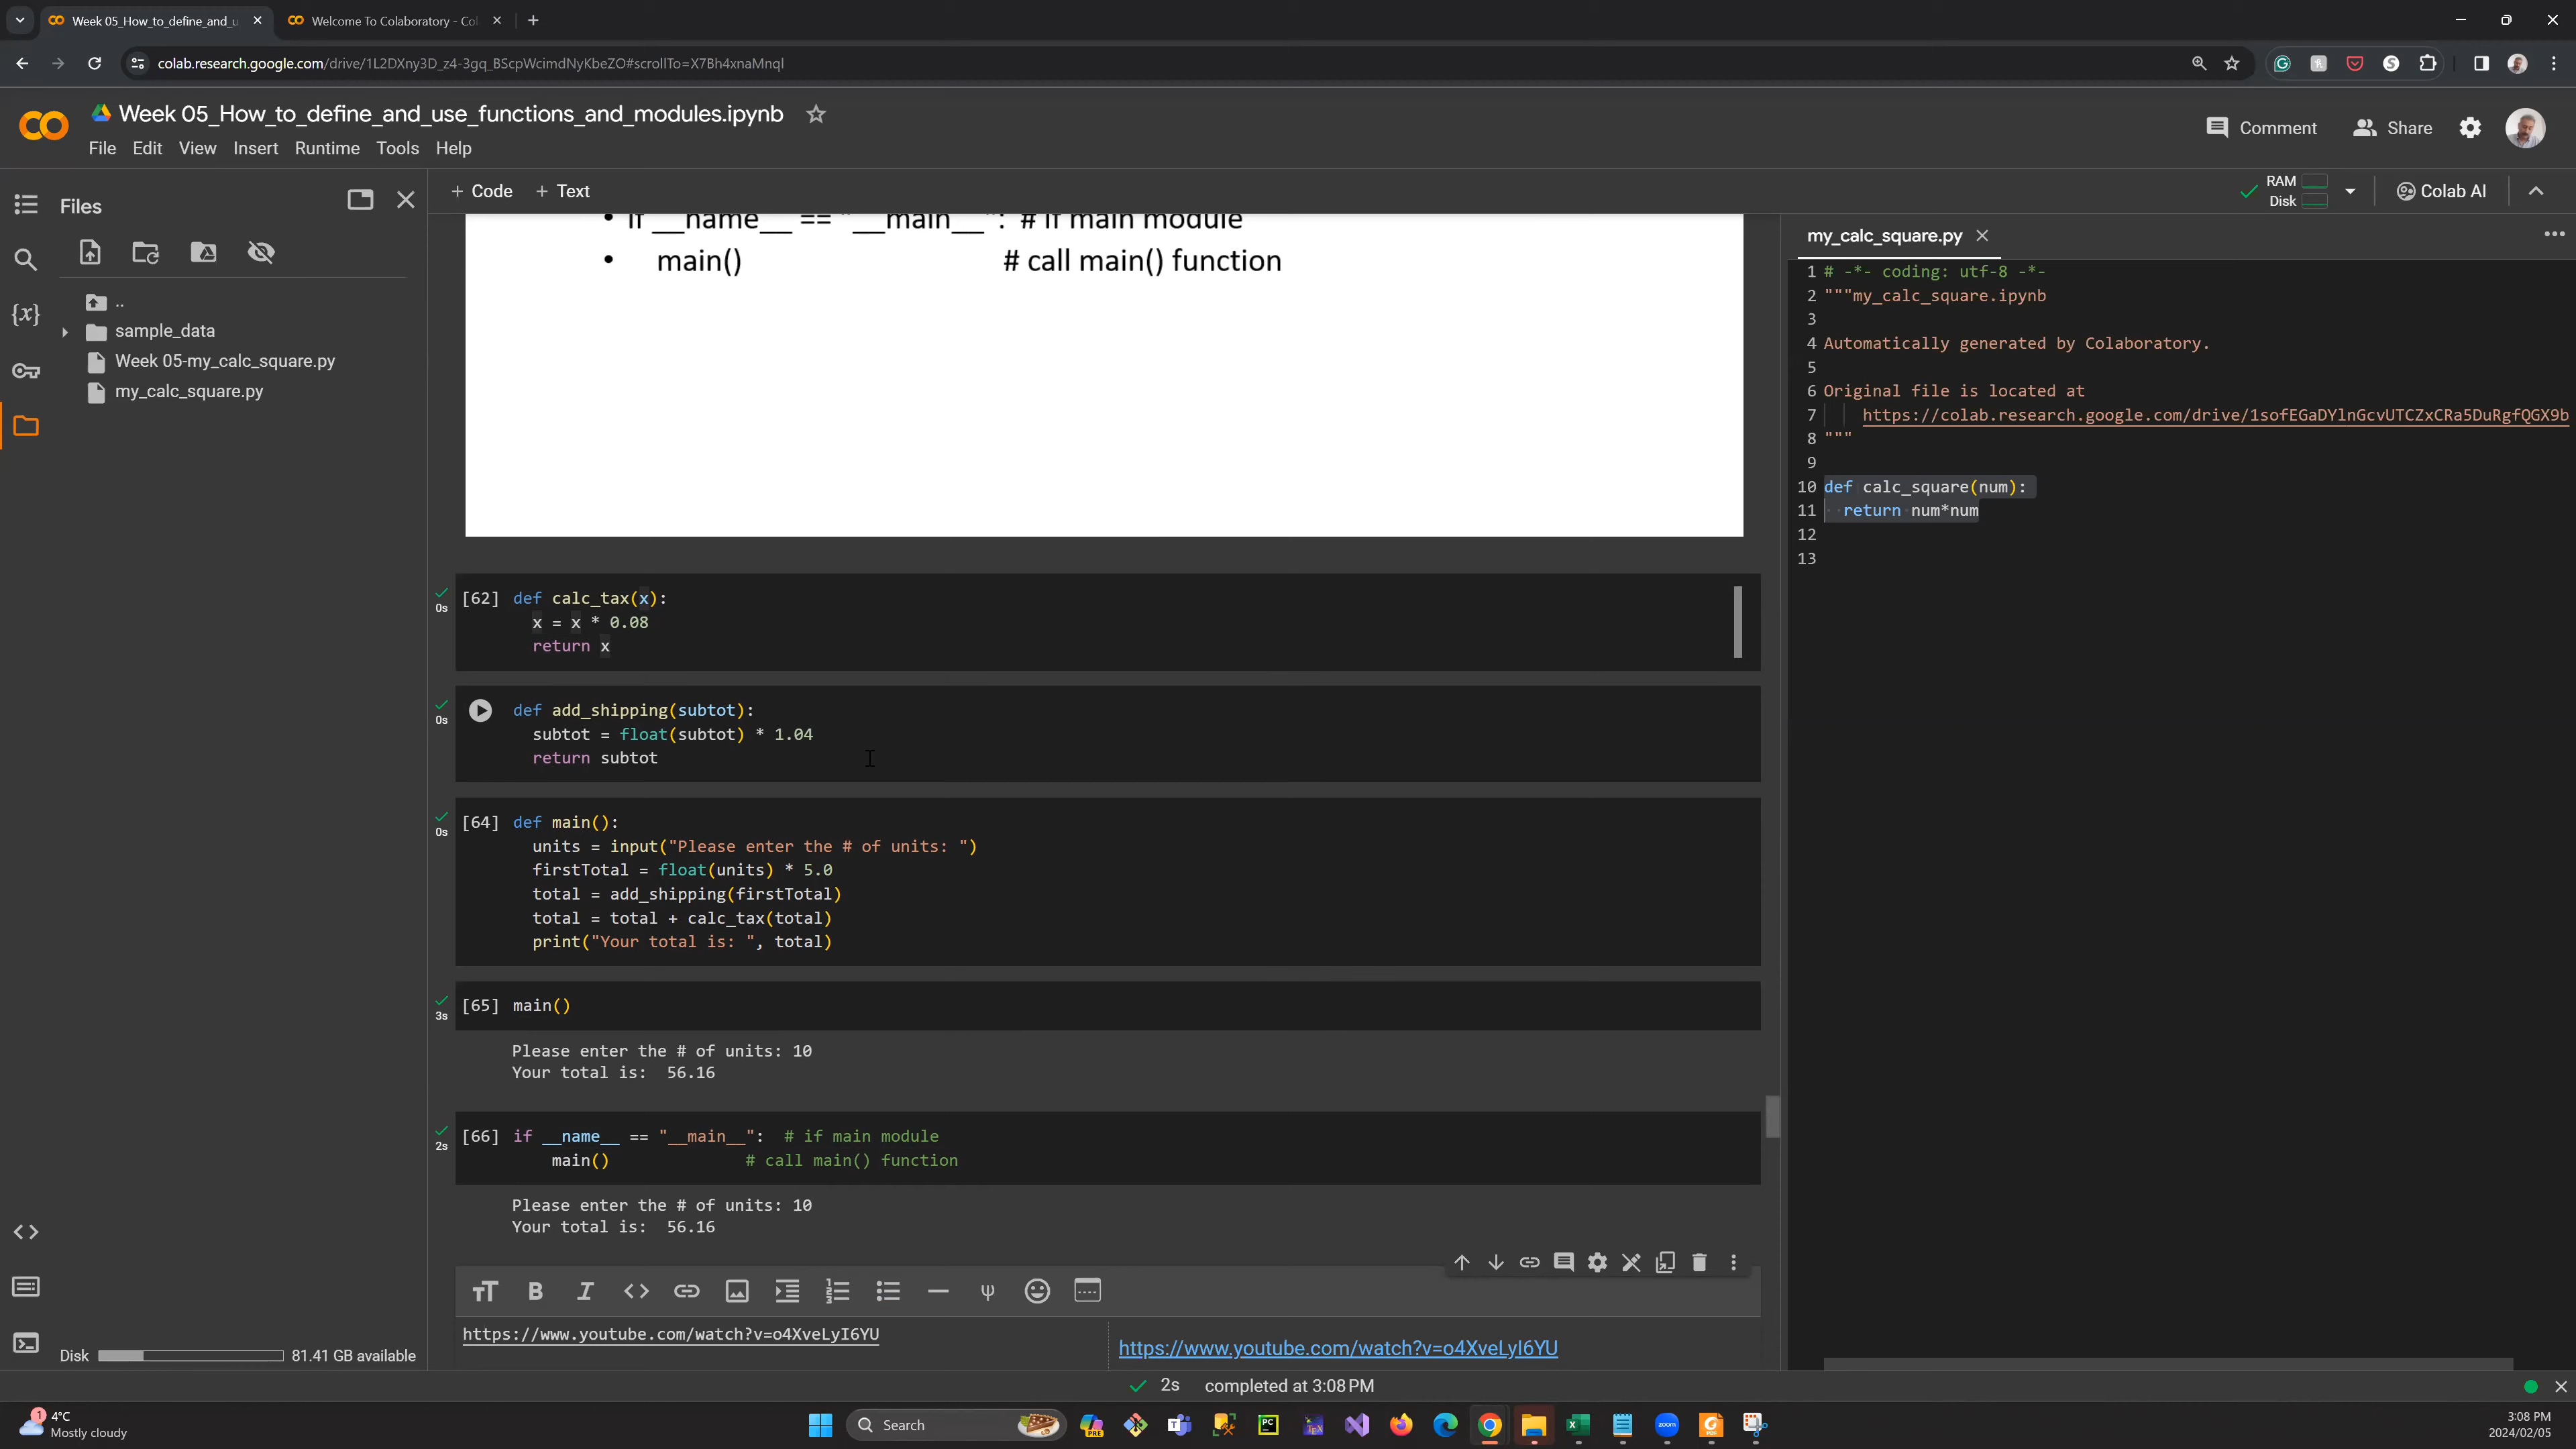 Week 05_How_to_define_and_u
Welcome To Colaboratory - Col
colab.research.google.com/drive/1L2DXny3D_z4-3gq_BScpWcimdNyKbeZO#scrollTo=X7Bh4xnaMnqI
Week 05_How_to_define_and_use_functions_and_modules.ipynb
Comment
Share
File Edit View Insert Runtime Tools Help
Files
+ Code + Text
RAM
Disk
Colab AI
..
sample_data
Week 05-my_calc_square.py
my_calc_square.py
• if __name__ == "__main__": # if main module
• main() # call main() function
[62] def calc_tax(x):
x = x * 0.08
return x
0s
def add_shipping(subtot):
subtot = float(subtot) * 1.04
return subtot
0s
[64] def main():
units = input("Please enter the # of units: ")
firstTotal = float(units) * 5.0
total = add_shipping(firstTotal)
total = total + calc_tax(total)
print("Your total is: ", total)
0s
[65] main()
3s
Please enter the # of units: 10
Your total is:  56.16
[66] if __name__ == "__main__":  # if main module
main() # call main() function
2s
Please enter the # of units: 10
Your total is:  56.16
https://www.youtube.com/watch?v=o4XveLyI6YU
https://www.youtube.com/watch?v=o4XveLyI6YU
my_calc_square.py
1 # -*- coding: utf-8 -*-
2 """my_calc_square.ipynb
3
4 Automatically generated by Colaboratory.
5
6 Original file is located at
7 https://colab.research.google.com/drive/1sofEGaDYlnGcvUTCZxCRa5DuRgfQGX9b
8 """
9
10 def calc_square(num):
11 return num*num
12
13
Disk 81.41 GB available
2s completed at 3:08 PM
1
4°C
Mostly cloudy
Search
3:08 PM
2024/02/05